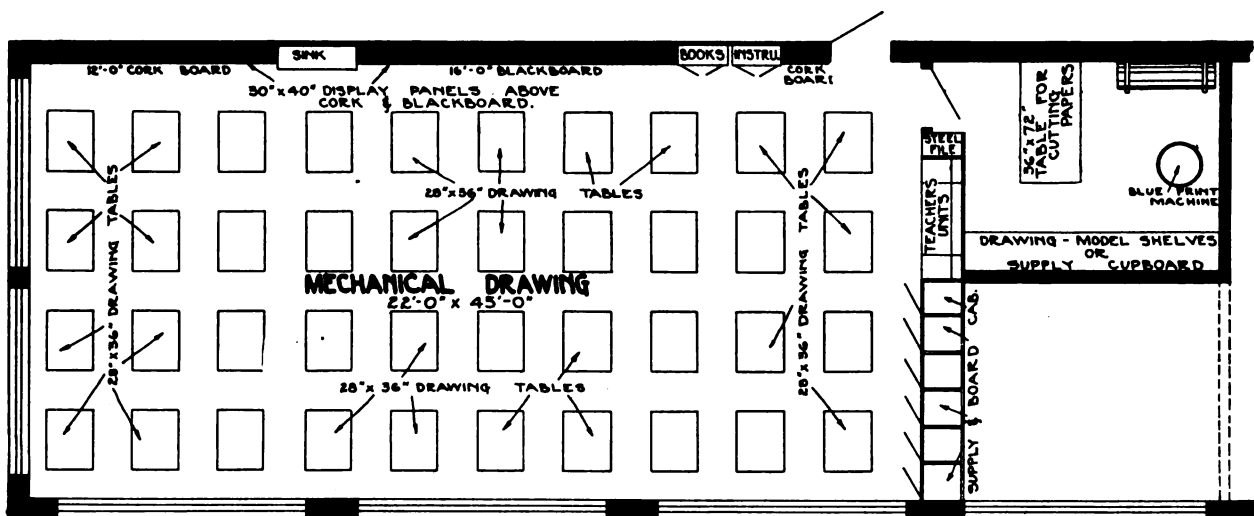 SINK
BOOKS
INSTRU.
12'-0" CORK BOARD
16'-0" BLACKBOARD
CORK
BOARD
30"x40" DISPLAY PANELS ABOVE
CORK & BLACKBOARD.
36"x72"
TABLE FOR
CUTTING
PAPERS
STEEL
FILE
TEACHERS
UNITS
BLUE PRINT
MACHINE
28"x36" DRAWING TABLES
28"x36" DRAWING TABLES
28"x36" DRAWING TABLES
DRAWING - MODEL SHELVES
OR
SUPPLY CUPBOARD
MECHANICAL DRAWING
22'-0" x 45'-0"
28"x 36" DRAWING TABLES
SUPPLY & BOARD CAB.